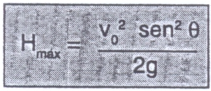 H_máx = v₀² sen² θ / 2g